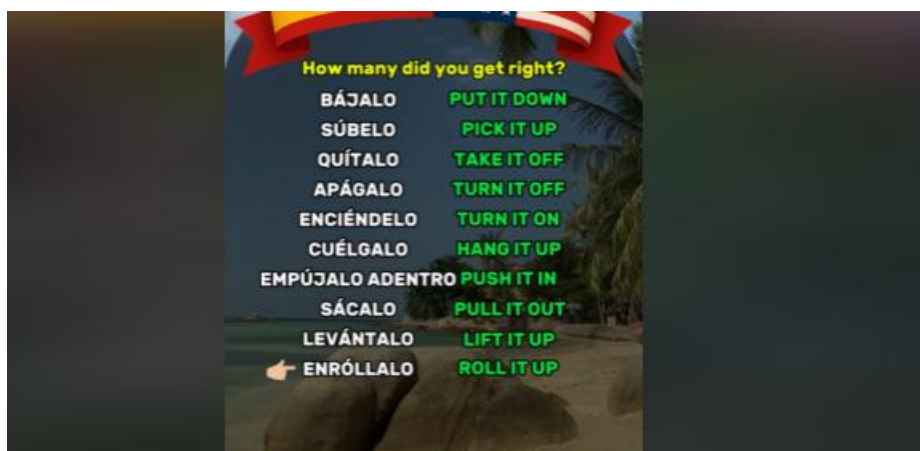 How many did you get right?
BÁJALO PUT IT DOWN
SÚBELO PICK IT UP
QUÍTALO TAKE IT OFF
APÁGALO TURN IT OFF
ENCIÉNDELO TURN IT ON
CUÉLGALO HANG IT UP
EMPÚJALO ADENTRO PUSH IT IN
SÁCALO PULL IT OUT
LEVÁNTALO LIFT IT UP
ENRÓLLALO ROLL IT UP